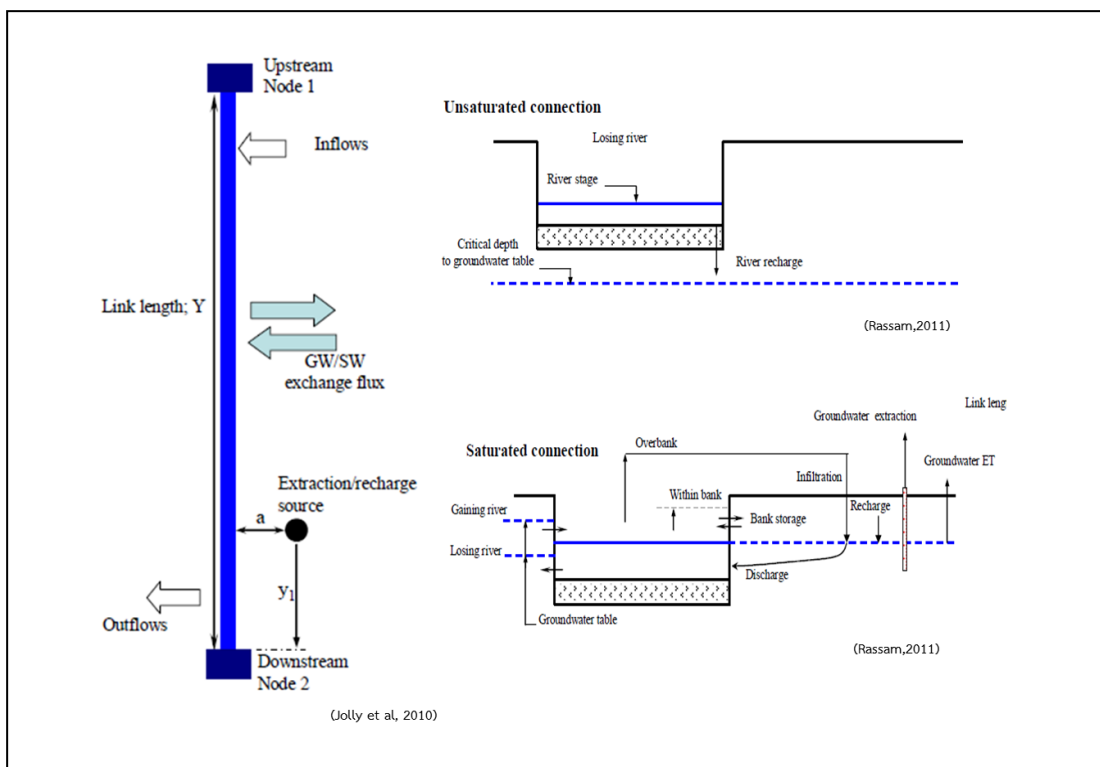 Upstream
Node 1
Inflows
Link length; Y
GW/SW
exchange flux
Extraction/recharge
source
a
y1
Outflows
Downstream
Node 2
(Jolly et al, 2010)
Unsaturated connection
Losing river
River stage
Critical depth
to groundwater table
River recharge
(Rassam,2011)
Link leng
Groundwater extraction
Saturated connection
Overbank
Groundwater ET
Infiltration
Within bank
Gaining river
Recharge
Bank storage
Losing river
Discharge
Groundwater table
(Rassam,2011)